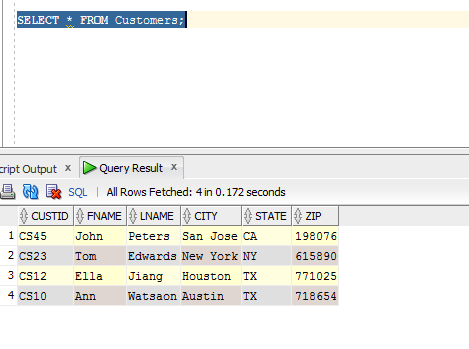 SELECT * FROM Customers;
cript Output x Query Result x
SQL | All Rows Fetched: 4 in 0.172 seconds
CUSTID FNAME LNAME CITY STATE ZIP
1 CS45 John Peters San Jose CA 198076
2 CS23 Tom Edwards New York NY 615890
3 CS12 Ella Jiang Houston TX 771025
4 CS10 Ann Watsaon Austin TX 718654